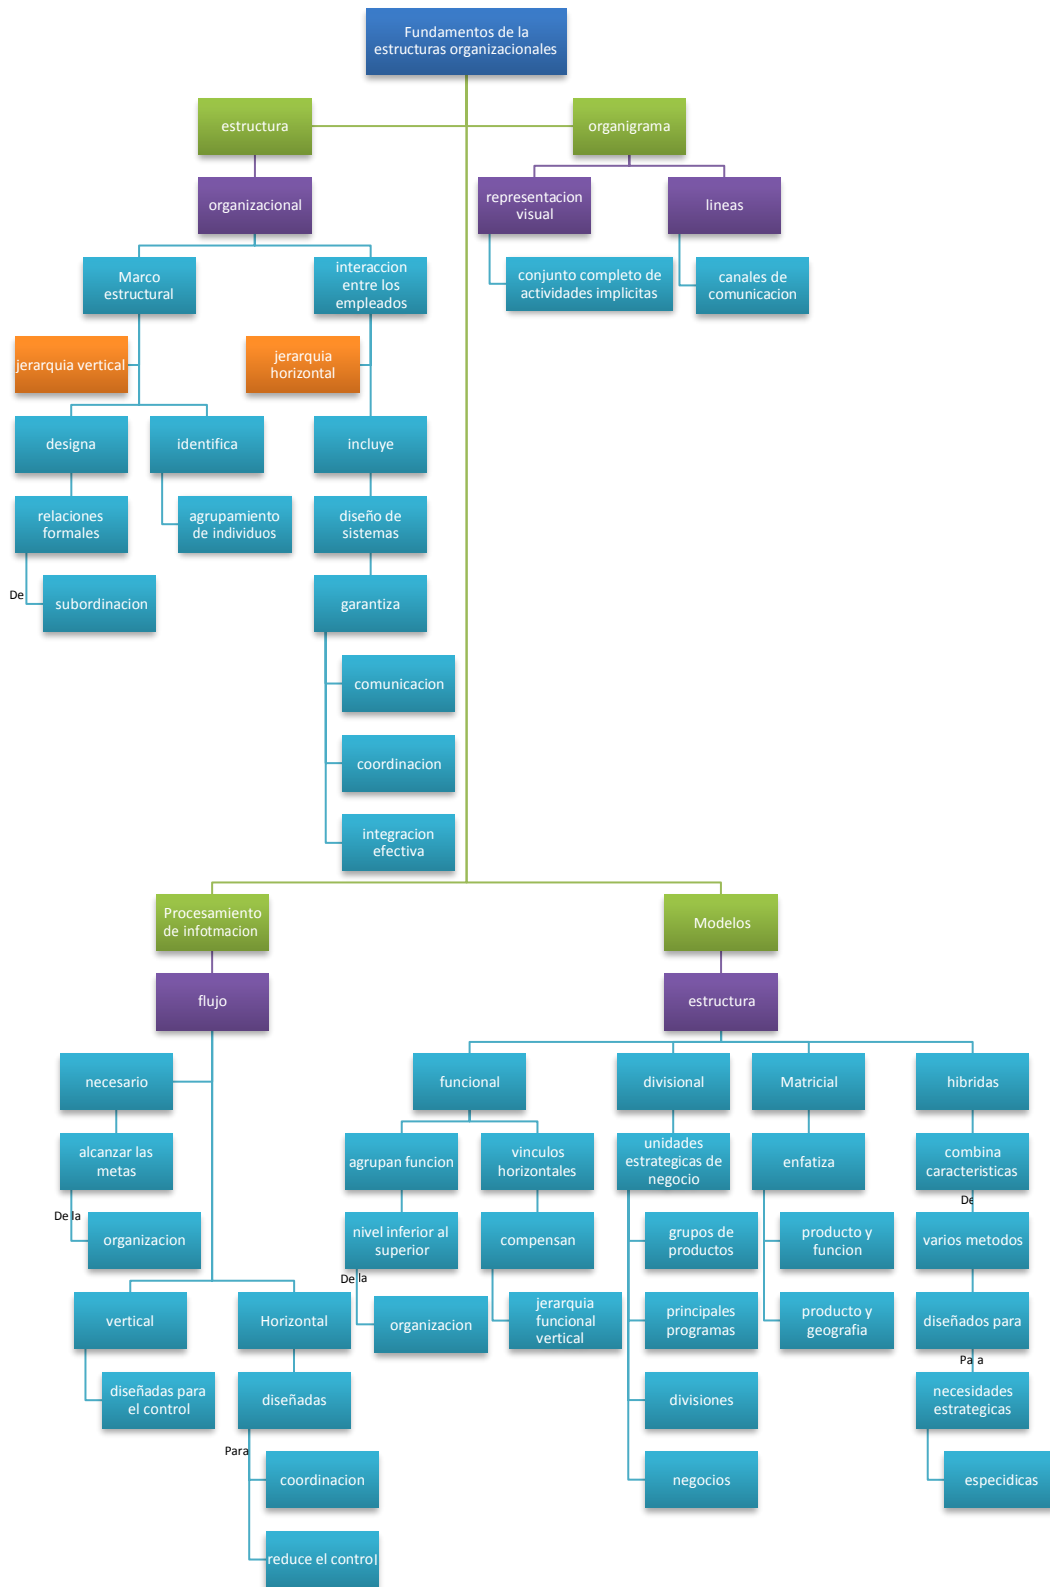 Fundamentos de la
estructuras organizacionales
estructura
organigrama
organizacional
representacion
visual
lineas
Marco
estructural
interaccion
entre los
empleados
conjunto completo de
actividades implicitas
canales de
comunicacion
jerarquia vertical
jerarquia
horizontal
designa
identifica
incluye
relaciones
formales
agrupamiento
de individuos
diseño de
sistemas
De
subordinacion
garantiza
comunicacion
coordinacion
integracion
efectiva
Procesamiento
de infotmacion
Modelos
flujo
estructura
necesario
funcional
divisional
Matricial
hibridas
alcanzar las
metas
agrupan funcion
vinculos
horizontales
unidades
estrategicas de
negocio
enfatiza
combina
caracteristicas
De la
De
organizacion
nivel inferior al
superior
compensan
grupos de
productos
producto y
funcion
varios metodos
De la
vertical
Horizontal
organizacion
jerarquia
funcional
vertical
principales
programas
producto y
geografia
diseñados para
Para
diseñadas para
el control
diseñadas
divisiones
necesidades
estrategicas
Para
coordinacion
negocios
especidicas
reduce el control